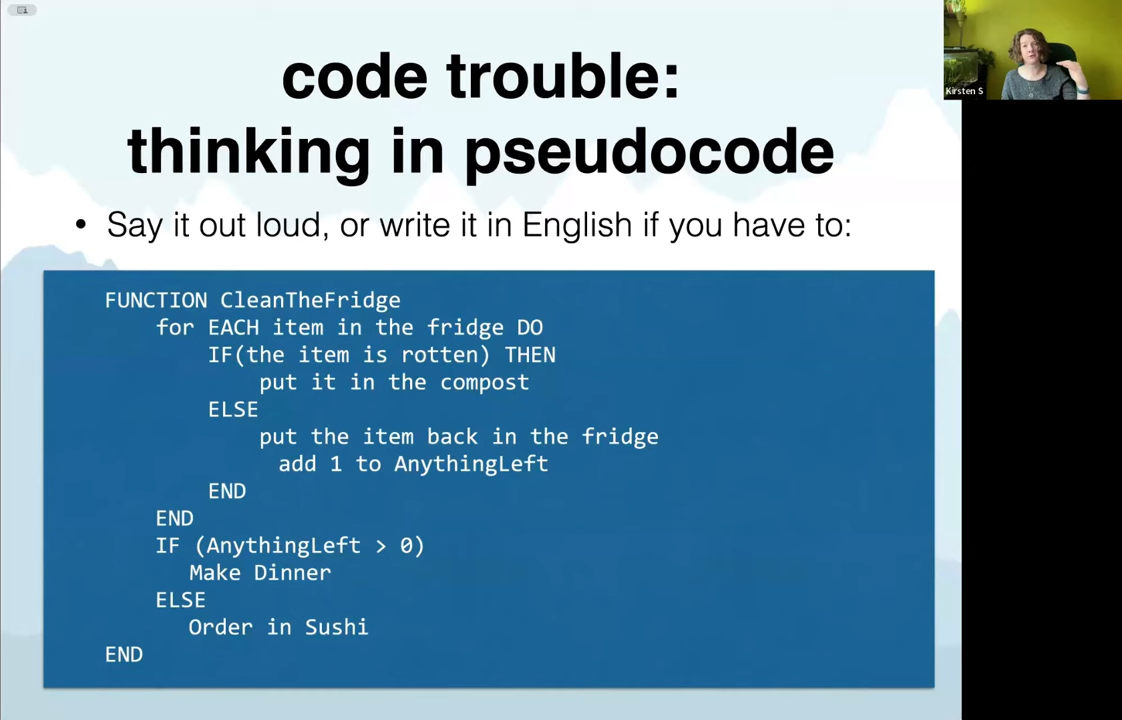 code trouble:
thinking in pseudocode
• Say it out loud, or write it in English if you have to:
FUNCTION CleanTheFridge
for EACH item in the fridge DO
IF(the item is rotten) THEN
put it in the compost
ELSE
put the item back in the fridge
add 1 to AnythingLeft
END
END
IF (AnythingLeft > 0)
Make Dinner
ELSE
Order in Sushi
END
Kirsten S